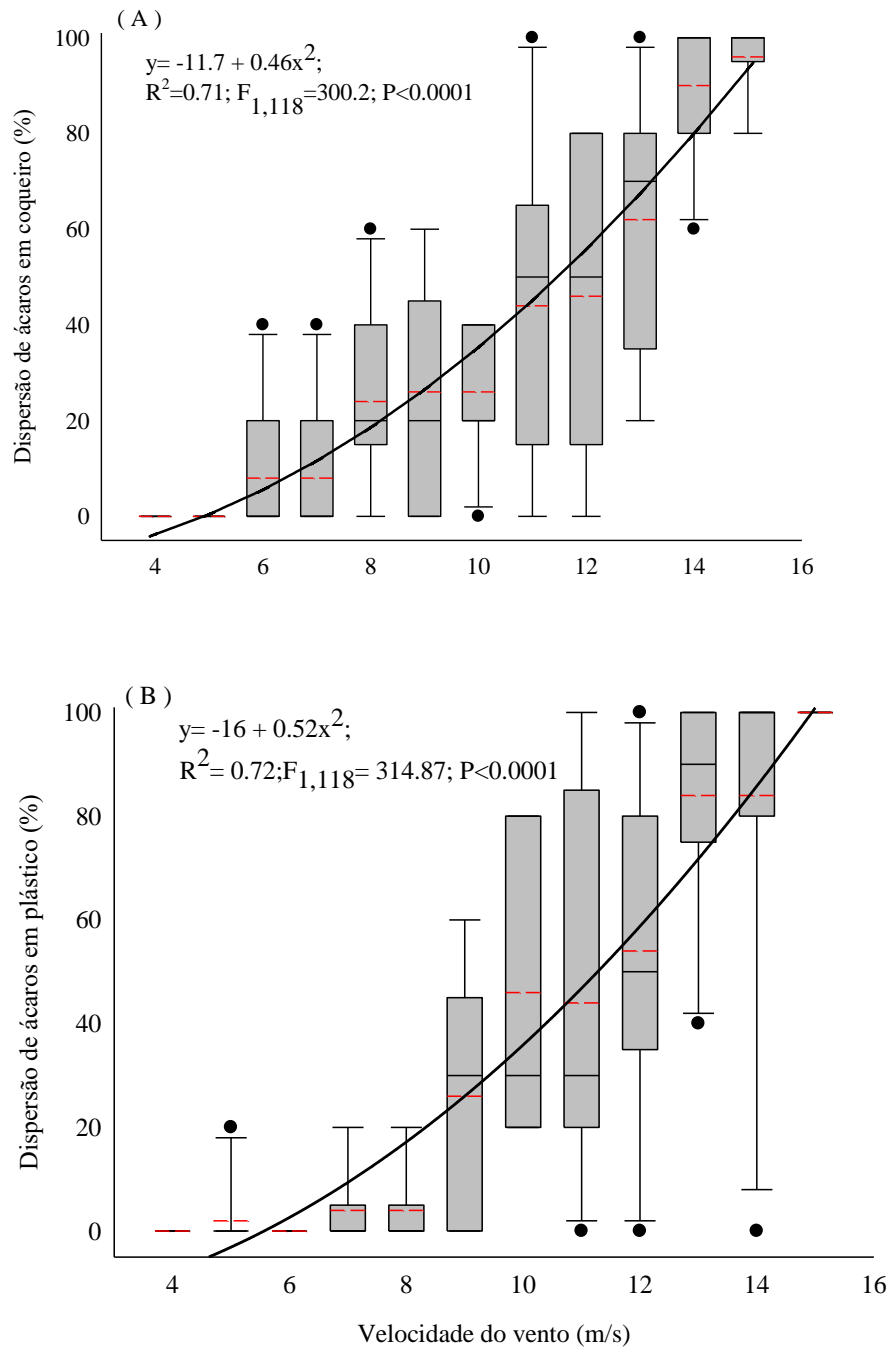 ( A )
y= -11.7 + 0.46x²;
R²=0.71; F1,118=300.2; P<0.0001
Dispersão de ácaros em coqueiro (%)
100
80
60
40
20
0
4 6 8 10 12 14 16
( B )
y= -16 + 0.52x²;
R²= 0.72;F1,118= 314.87; P<0.0001
Dispersão de ácaros em plástico (%)
100
80
60
40
20
0
4 6 8 10 12 14 16
Velocidade do vento (m/s)